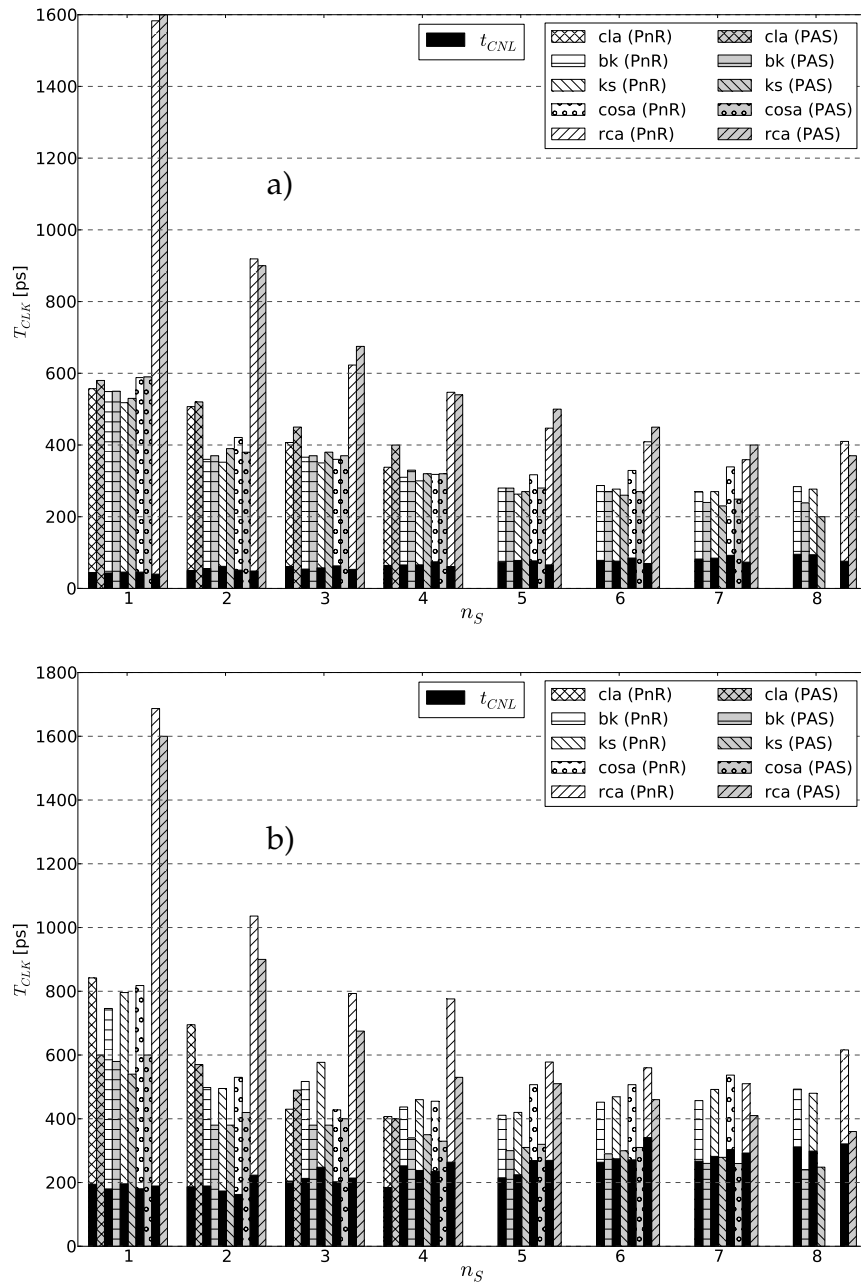 1600
1400
1200
1000
800
600
400
200
0
T_CLK [ps]
t_CNL
cla (PnR)
bk (PnR)
ks (PnR)
cosa (PnR)
rca (PnR)
cla (PAS)
bk (PAS)
ks (PAS)
cosa (PAS)
rca (PAS)
a)
1 2 3 4 5 6 7 8
n_S
1800
1600
1400
1200
1000
800
600
400
200
0
T_CLK [ps]
t_CNL
cla (PnR)
bk (PnR)
ks (PnR)
cosa (PnR)
rca (PnR)
cla (PAS)
bk (PAS)
ks (PAS)
cosa (PAS)
rca (PAS)
b)
1 2 3 4 5 6 7 8
n_S